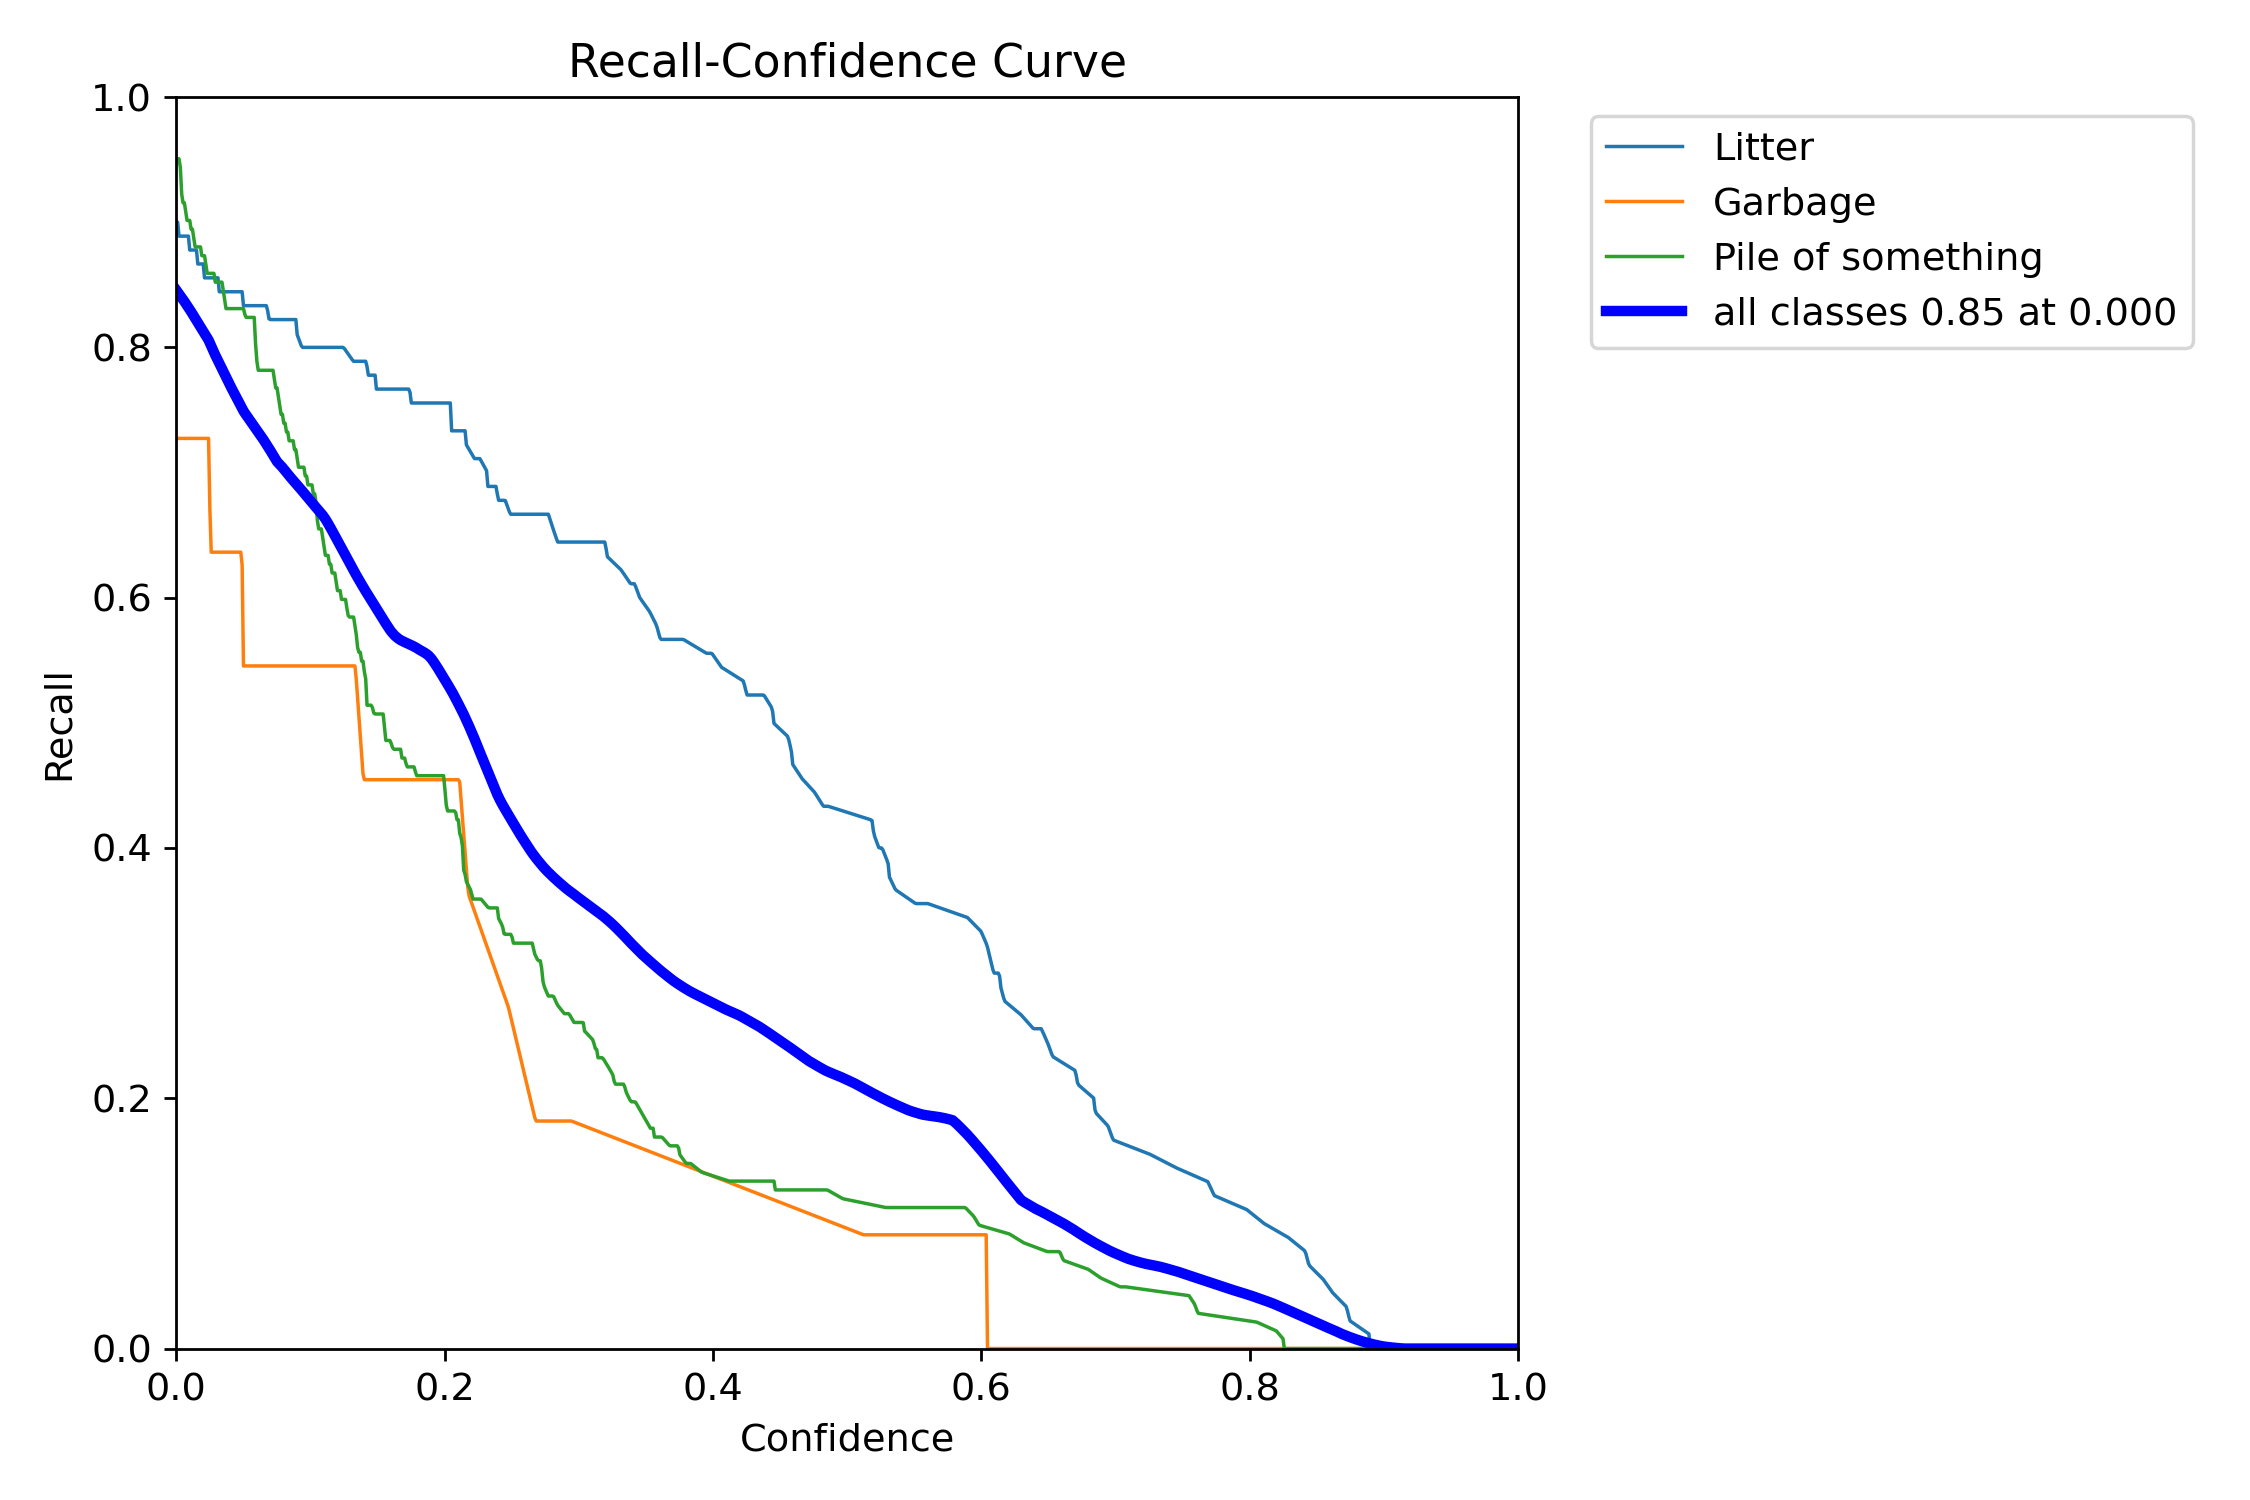 Recall-Confidence Curve
1.0
0.8
0.6
0.4
0.2
0.0
Recall
0.0 0.2 0.4 0.6 0.8 1.0
Confidence
Litter
Garbage
Pile of something
all classes 0.85 at 0.000